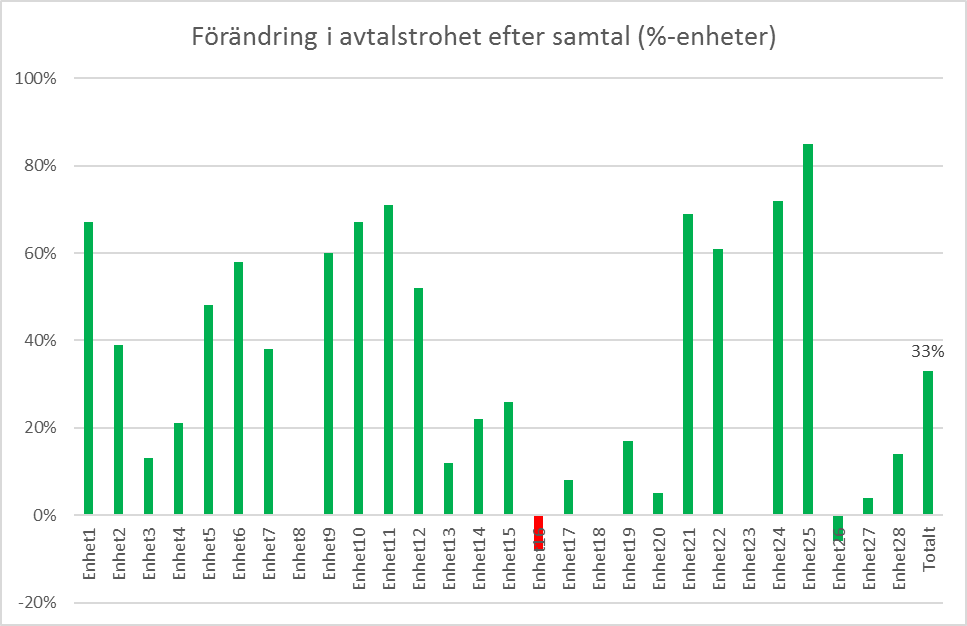 Förändring i avtalstrohet efter samtal (%-enheter)
100%
80%
60%
40%
20%
0%
-20%
33%
Enhet1
Enhet2
Enhet3
Enhet4
Enhet5
Enhet6
Enhet7
Enhet8
Enhet9
Enhet10
Enhet11
Enhet12
Enhet13
Enhet14
Enhet15
Enhet16
Enhet17
Enhet18
Enhet19
Enhet20
Enhet21
Enhet22
Enhet23
Enhet24
Enhet25
Enhet26
Enhet27
Enhet28
Totalt